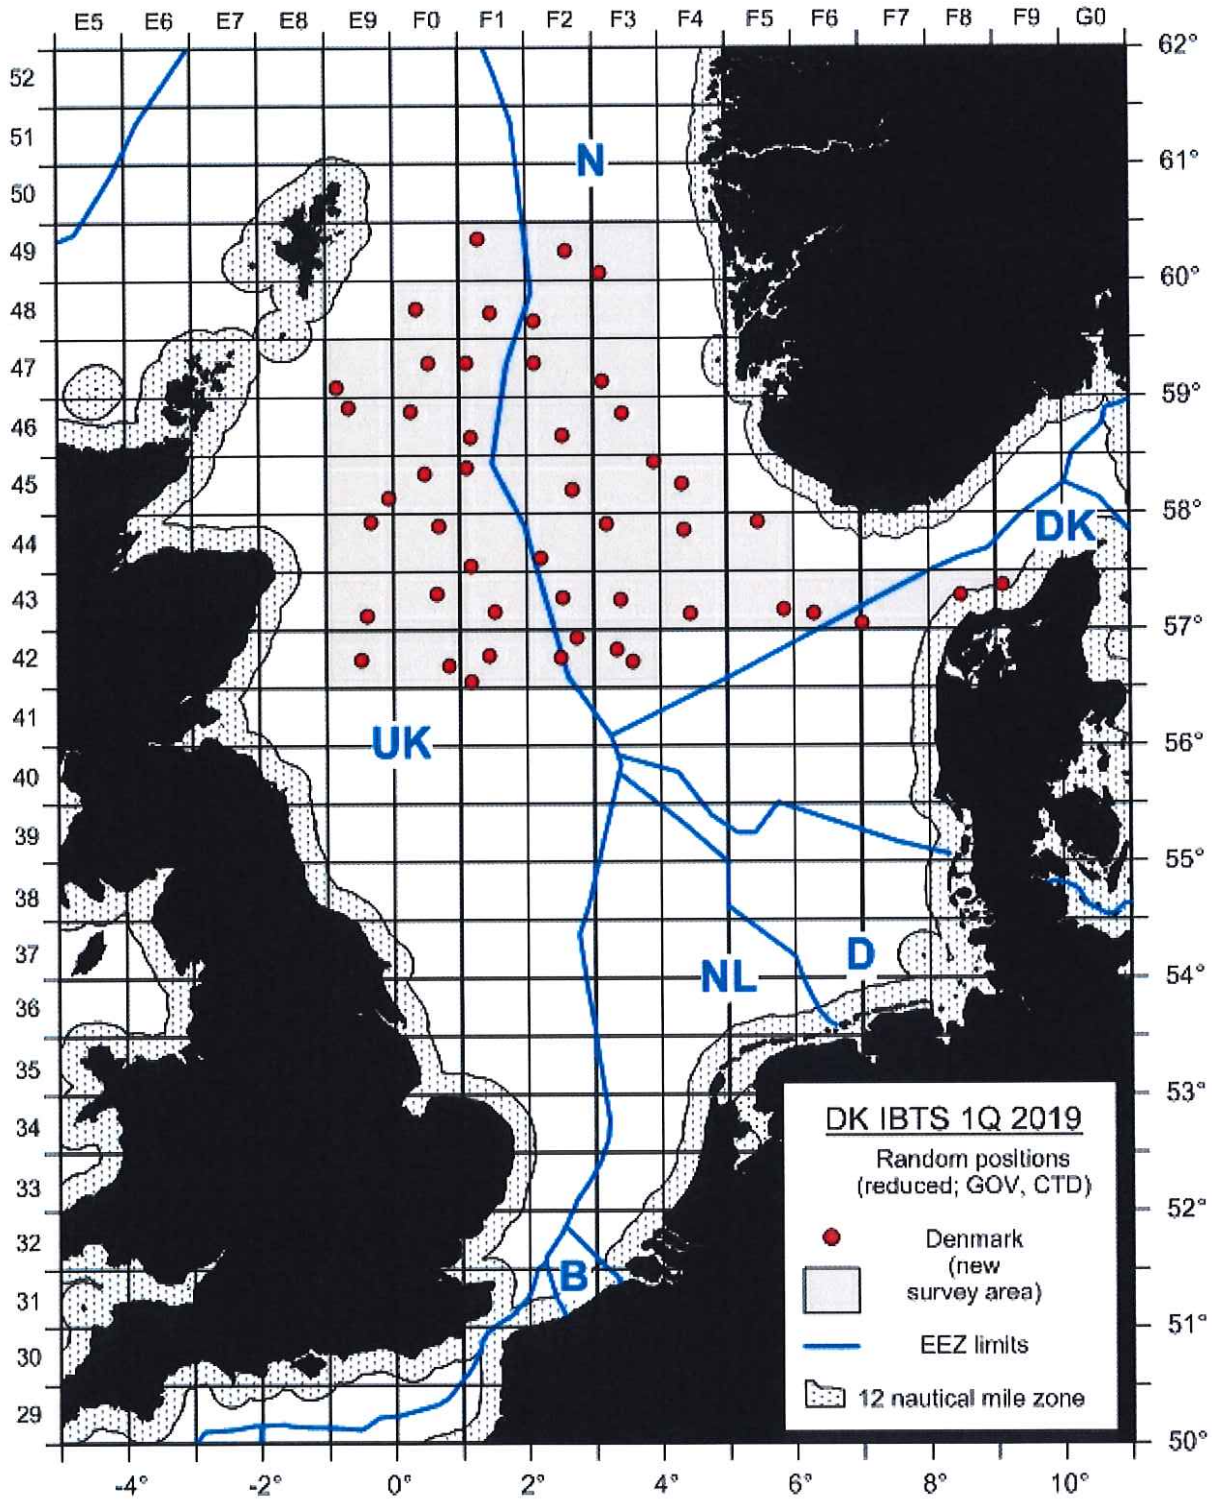 E5 E6 E7 E8 E9 F0 F1 F2 F3 F4 F5 F6 F7 F8 F9 G0
62°
52
51
N
61°
50
49
60°
48
47
59°
46
45
58°
DK
44
43
57°
42
41
UK
56°
40
39
55°
38
37
D
NL
54°
36
35
53°
34
33
52°
32
B
31
51°
30
29
50°
DK IBTS 1Q 2019
Random positions
(reduced; GOV, CTD)
Denmark
(new
survey area)
EEZ limits
12 nautical mile zone
-4° -2° 0° 2° 4° 6° 8° 10°